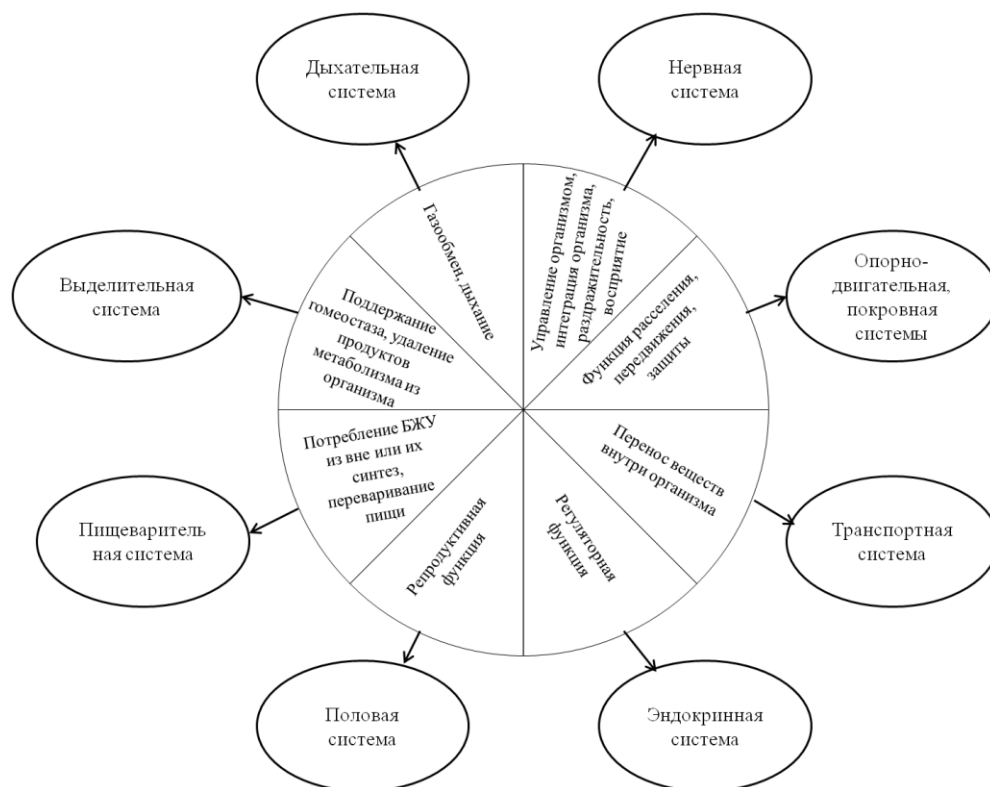 Дыхательная
система
Нервная
система
Опорно-
двигательная,
покровная
системы
Транспортная
система
Эндокринная
система
Половая
система
Пищеваритель
ная система
Выделительная
система
Газообмен, дыхание
Управление организмом,
интеграция организма,
раздражительность,
восприятие
Функция расселения,
передвижения,
защиты
Перенос веществ
внутри организма
Регуляторная
функция
Репродуктивная
функция
Потребление БЖУ
из вне или их
синтез,
переваривание
пищи
Поддержание
гомеостаза, удаление
продуктов
метаболизма из
организма